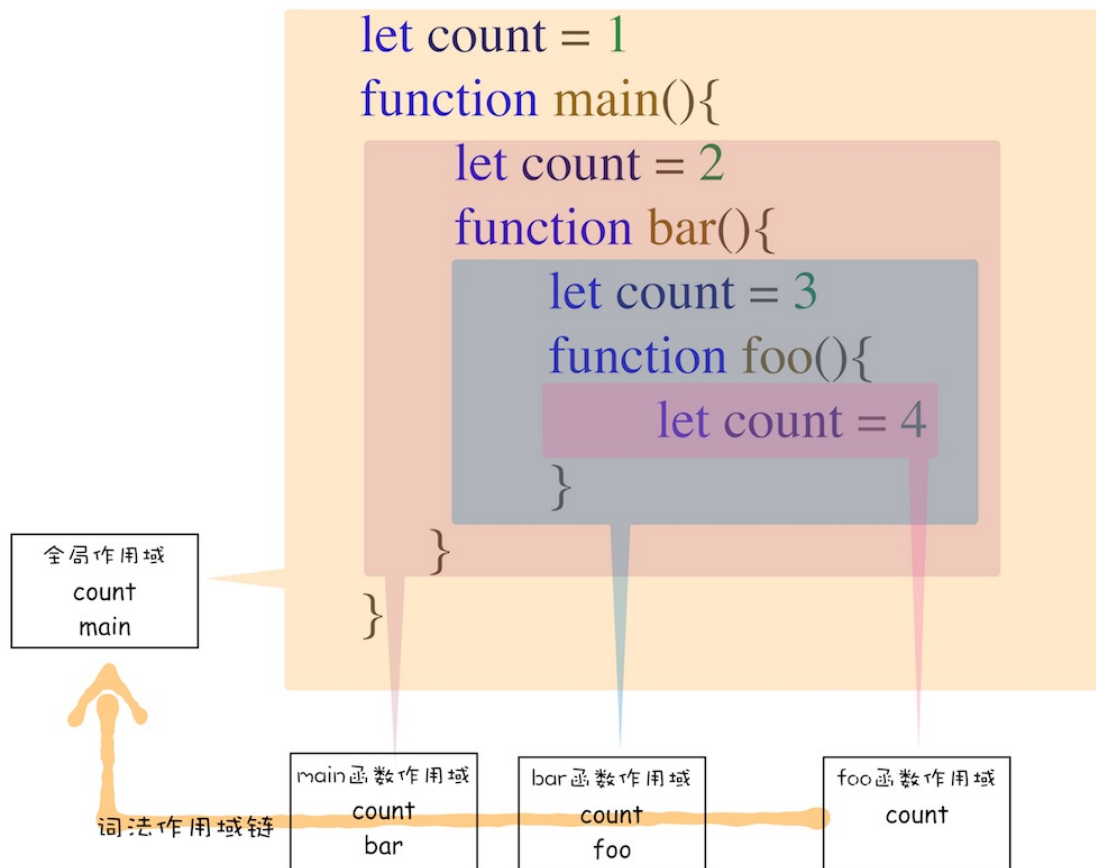 let count = 1
function main(){
let count = 2
function bar(){
let count = 3
function foo(){
let count = 4
}
}
}
全局作用域
count
main
main函数作用域
count
bar
bar函数作用域
count
foo
foo函数作用域
count
词法作用域链